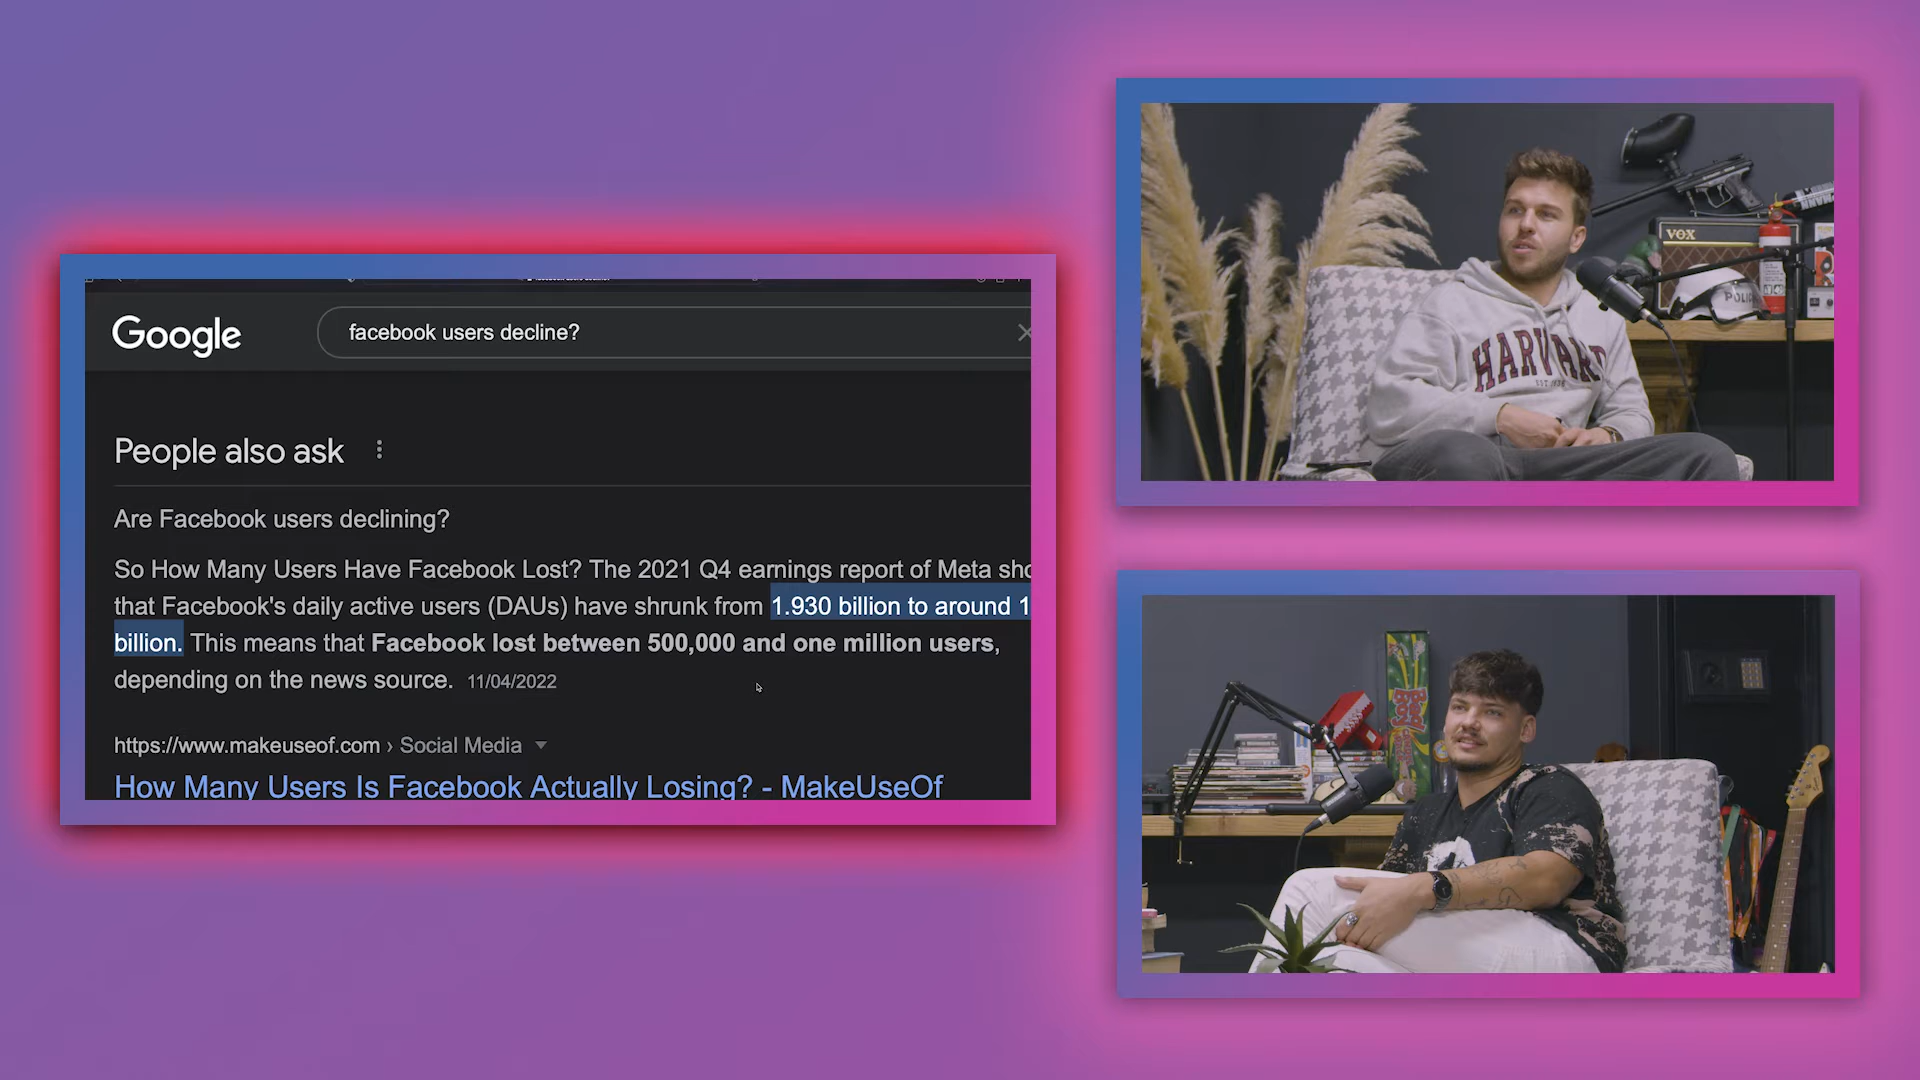 Google
facebook users decline?
People also ask
Are Facebook users declining?
So How Many Users Have Facebook Lost? The 2021 Q4 earnings report of Meta sho
that Facebook's daily active users (DAUs) have shrunk from 1.930 billion to around 1
billion. This means that Facebook lost between 500,000 and one million users,
depending on the news source. 11/04/2022
https://www.makeuseof.com › Social Media
How Many Users Is Facebook Actually Losing? - MakeUseOf
VOX
POLIC
HARVARD